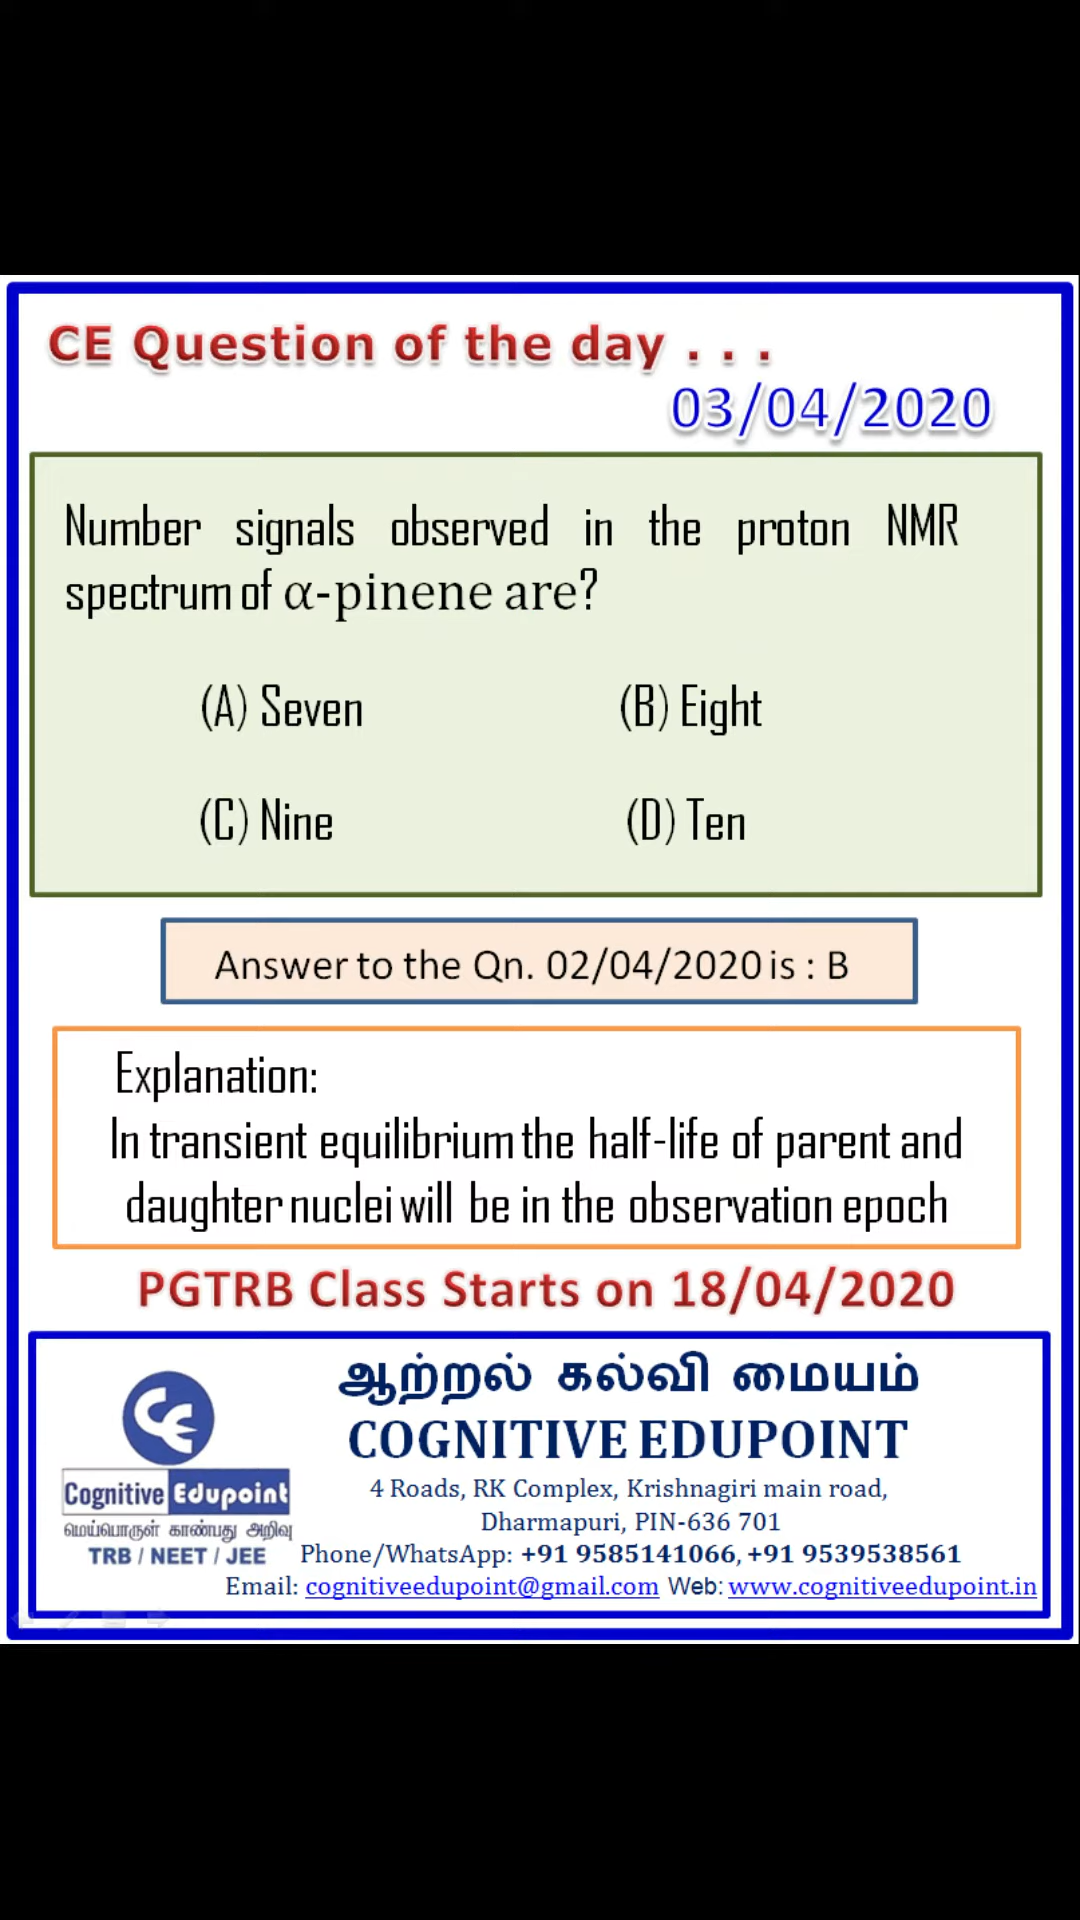 CE Question of the day . . .
03/04/2020
Number signals observed in the proton NMR
spectrum of α-pinene are?
(A) Seven (B) Eight
(C) Nine (D) Ten
Answer to the Qn. 02/04/2020 is : B
Explanation:
In transient equilibrium the half-life of parent and
daughter nuclei will be in the observation epoch
PGTRB Class Starts on 18/04/2020
ஆற்றல் கல்வி மையம்
COGNITIVE EDUPOINT
4 Roads, RK Complex, Krishnagiri main road,
Dharmapuri, PIN-636 701
Phone/WhatsApp: +91 9585141066, +91 9539538561
Email: cognitiveedupoint@gmail.com Web: www.cognitiveedupoint.in
CE
Cognitive Edupoint
மெய்பொருள் காண்பது அறிவு
TRB / NEET / JEE